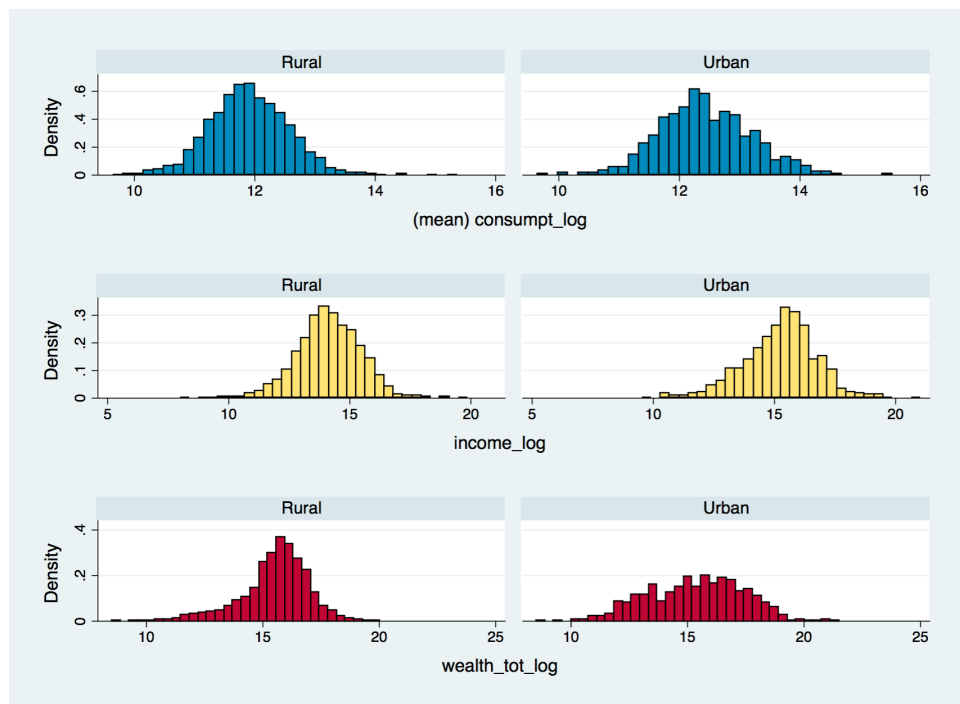 Rural Urban
Density
0 .2 .4 .6
10 12 14 16 10 12 14 16
(mean) consumpt_log
Rural Urban
Density
0 .1 .2 .3
5 10 15 20 5 10 15 20
income_log
Rural Urban
Density
0 .2 .4
10 15 20 25 10 15 20 25
wealth_tot_log